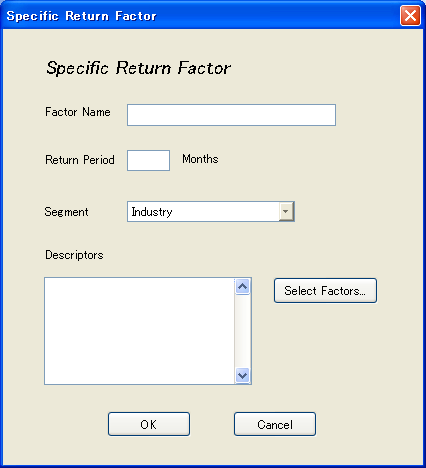 Specific Return Factor
Specific Return Factor
Factor Name
Return Period Months
Segment Industry
Descriptors
Select Factors...
OK Cancel